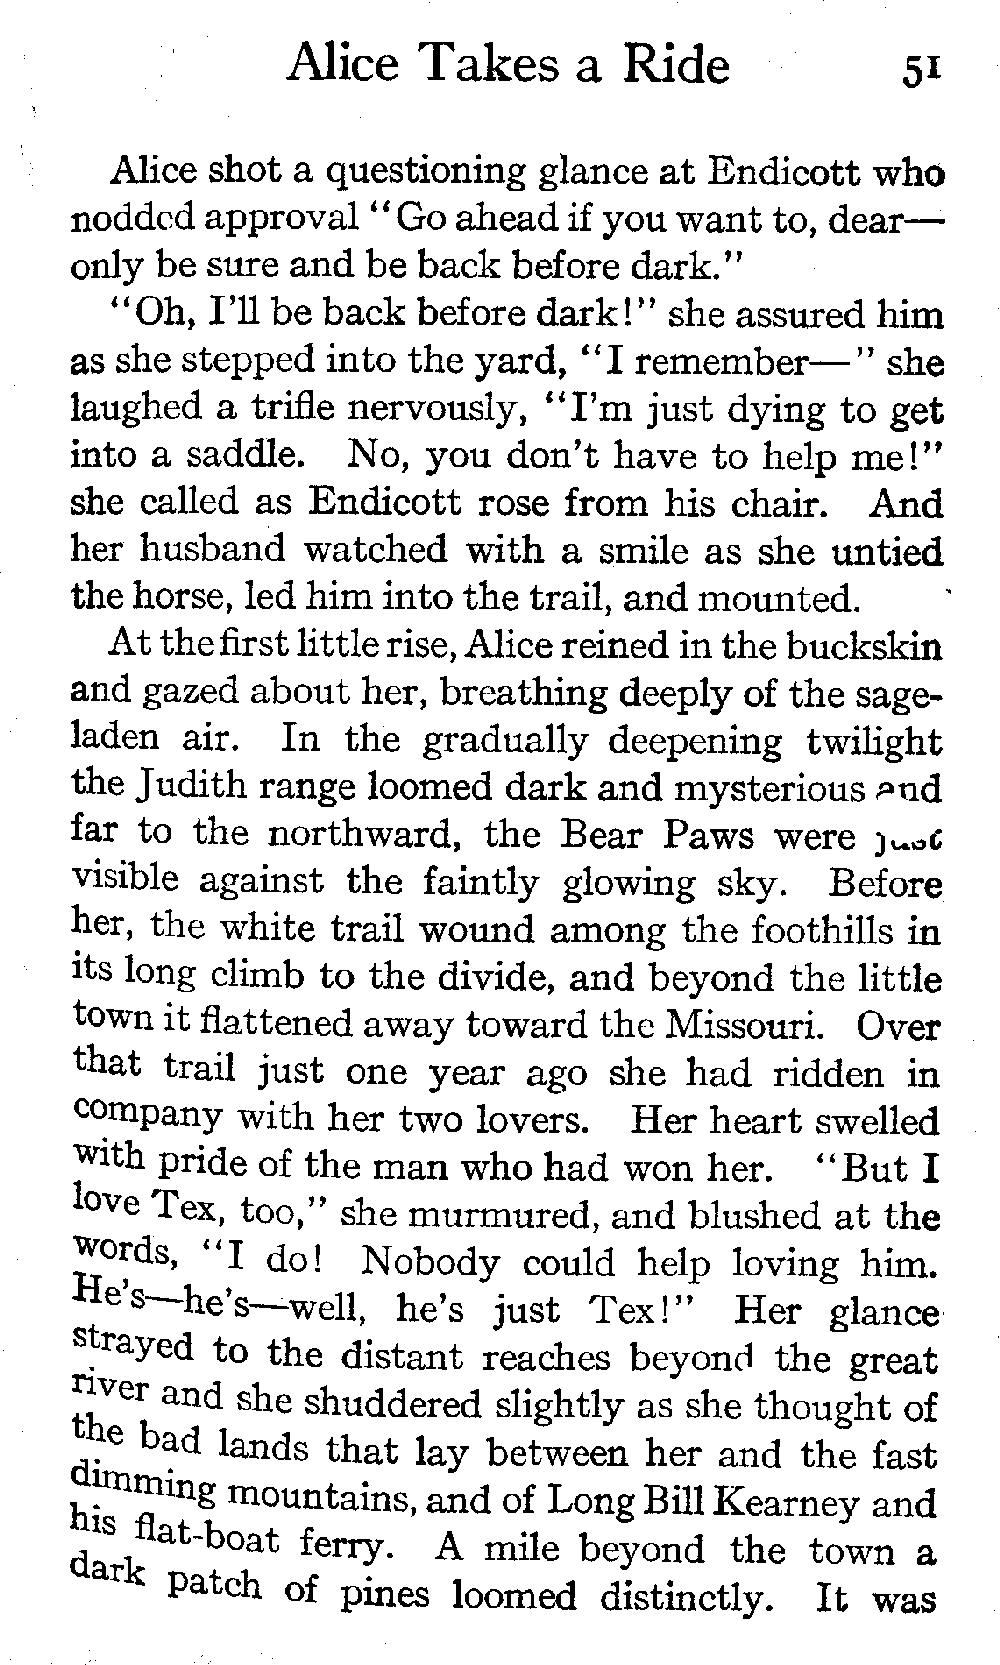 Alice Takes a Ride 51
Alice shot a questioning glance at Endicott who
nodded approval "Go ahead if you want to, dear—
only be sure and be back before dark."
"Oh, I'll be back before dark!" she assured him
as she stepped into the yard, "I remember—" she
laughed a trifle nervously, "I'm just dying to get
into a saddle. No, you don't have to help me!"
she called as Endicott rose from his chair. And
her husband watched with a smile as she untied
the horse, led him into the trail, and mounted.
At the first little rise, Alice reined in the buckskin
and gazed about her, breathing deeply of the sage-
laden air. In the gradually deepening twilight
the Judith range loomed dark and mysterious and
far to the northward, the Bear Paws were just
visible against the faintly glowing sky. Before
her, the white trail wound among the foothills in
its long climb to the divide, and beyond the little
town it flattened away toward the Missouri. Over
that trail just one year ago she had ridden in
company with her two lovers. Her heart swelled
with pride of the man who had won her. "But I
love Tex, too," she murmured, and blushed at the
words, "I do! Nobody could help loving him.
He's—he's—well, he's just Tex!" Her glance
strayed to the distant reaches beyond the great
river and she shuddered slightly as she thought of
the bad lands that lay between her and the fast
dimming mountains, and of Long Bill Kearney and
his flat-boat ferry. A mile beyond the town a
dark patch of pines loomed distinctly. It was